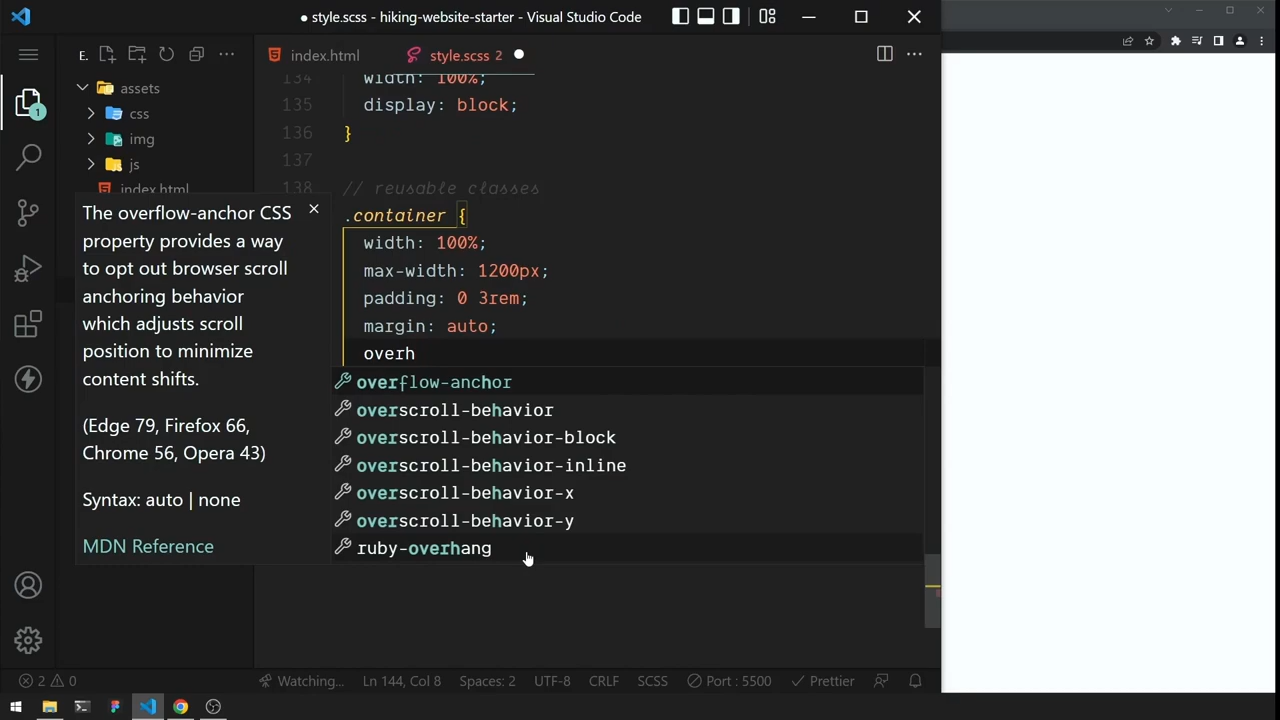 style.scss - hiking-website-starter - Visual Studio Code
E.
index.html
style.scss 2
assets
css
img
js
index.html
134 width: 100%;
135 display: block;
136 }
137
138 // reusable classes
.container {
width: 100%;
max-width: 1200px;
padding: 0 3rem;
margin: auto;
overh
The overflow-anchor CSS
property provides a way
to opt out browser scroll
anchoring behavior
which adjusts scroll
position to minimize
content shifts.
(Edge 79, Firefox 66,
Chrome 56, Opera 43)
Syntax: auto | none
MDN Reference
overflow-anchor
overscroll-behavior
overscroll-behavior-block
overscroll-behavior-inline
overscroll-behavior-x
overscroll-behavior-y
ruby-overhang
1
2 0 Watching... Ln 144, Col 8 Spaces: 2 UTF-8 CRLF SCSS Port : 5500 Prettier